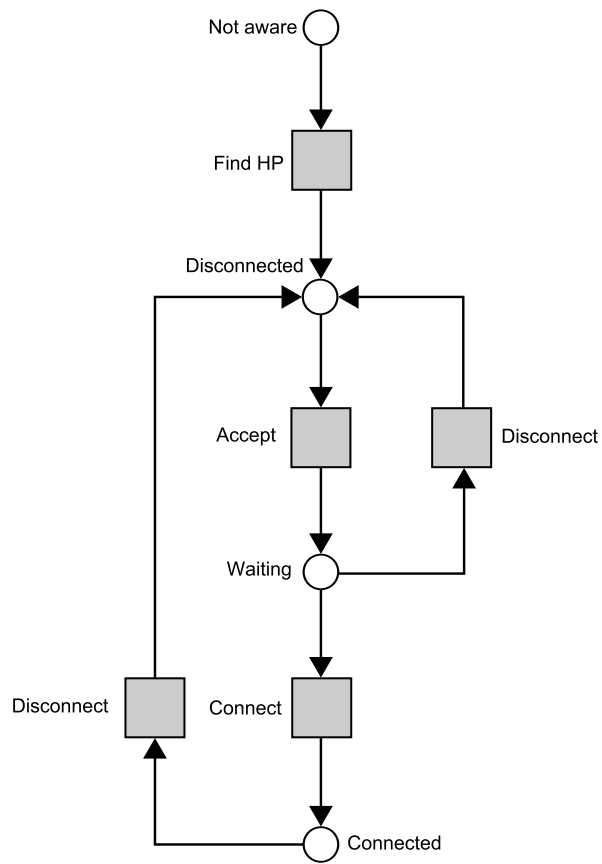 Not aware
Find HP
Disconnected
Accept
Disconnect
Waiting
Disconnect
Connect
Connected